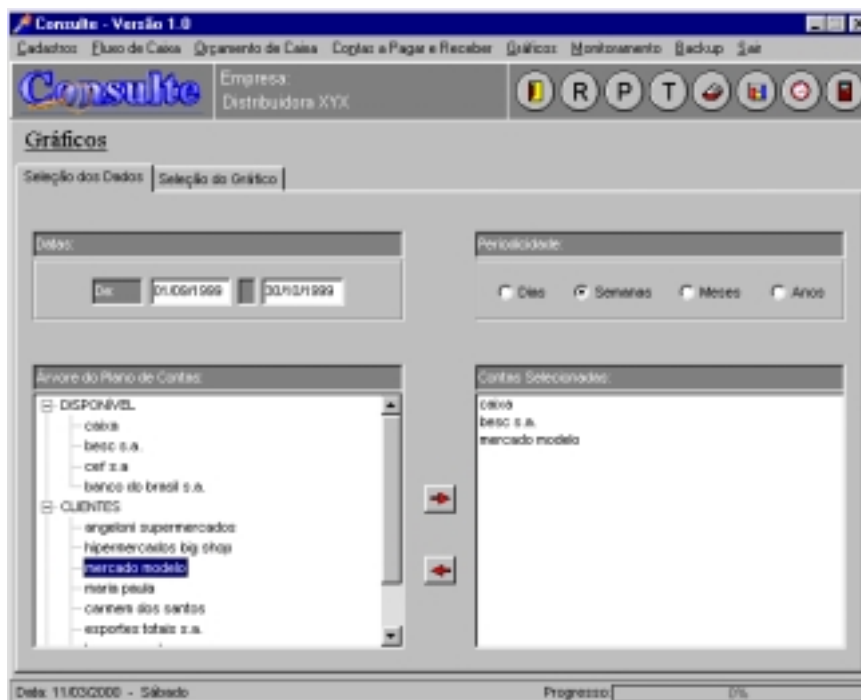 Consulte - Versão 1.0
Cadastros Fluxo de Caixa Orçamento de Caixa Contas a Pagar e Receber Gráficos Monitoramento Backup Sair
Consulte
Empresa:
Distribuidora XYX
R P T
Gráficos
Seleção dos Dados Seleção do Gráfico
Datas:
Periodicidade:
De: 01/09/1999 30/10/1999
Dias Semanas Meses Anos
Árvore do Plano de Contas:
Contas Selecionadas:
DISPONÍVEL
caixa
besc s.a.
cef s.a
banco do brasil s.a.
CLIENTES
angeloni supermercados
hipermercados big shop
mercado modelo
maria paula
carmem dos santos
esportes totais s.a.
caixa
besc s.a.
mercado modelo
Data: 11/03/2000 - Sábado
Progresso: 0%